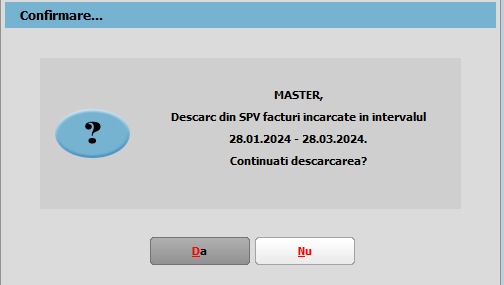 Confirmare...
MASTER,
Descarc din SPV facturi incarcate in intervalul
28.01.2024 - 28.03.2024.
Continuati descarcarea?
?
Da
Nu